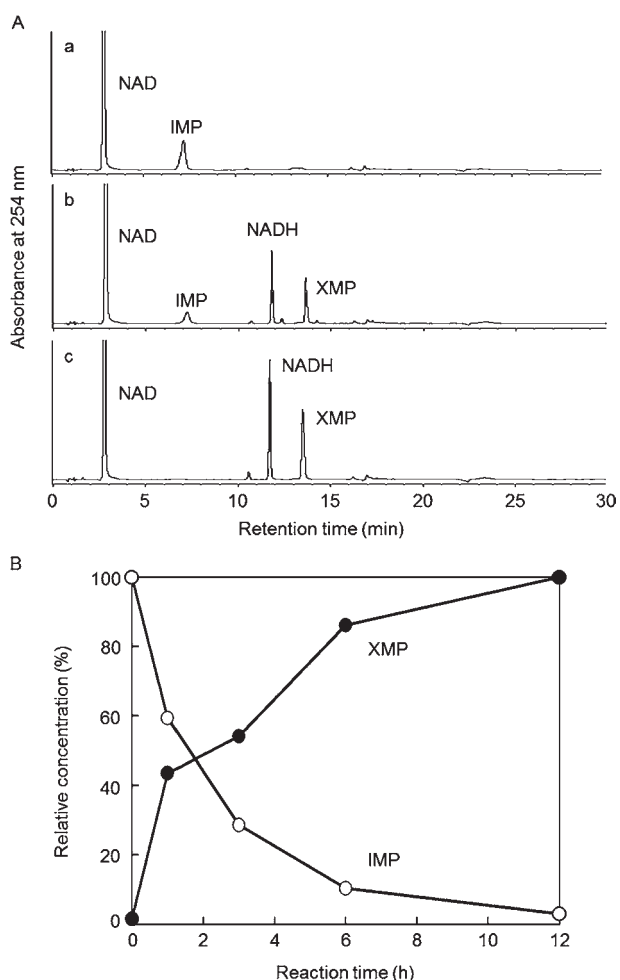 A
a
NAD
IMP
b
NAD
NADH
IMP
XMP
c
NAD
NADH
XMP
Absorbance at 254 nm
0 5 10 15 20 25 30
Retention time (min)
B
100
80
60
40
20
0
Relative concentration (%)
XMP
IMP
0 2 4 6 8 10 12
Reaction time (h)